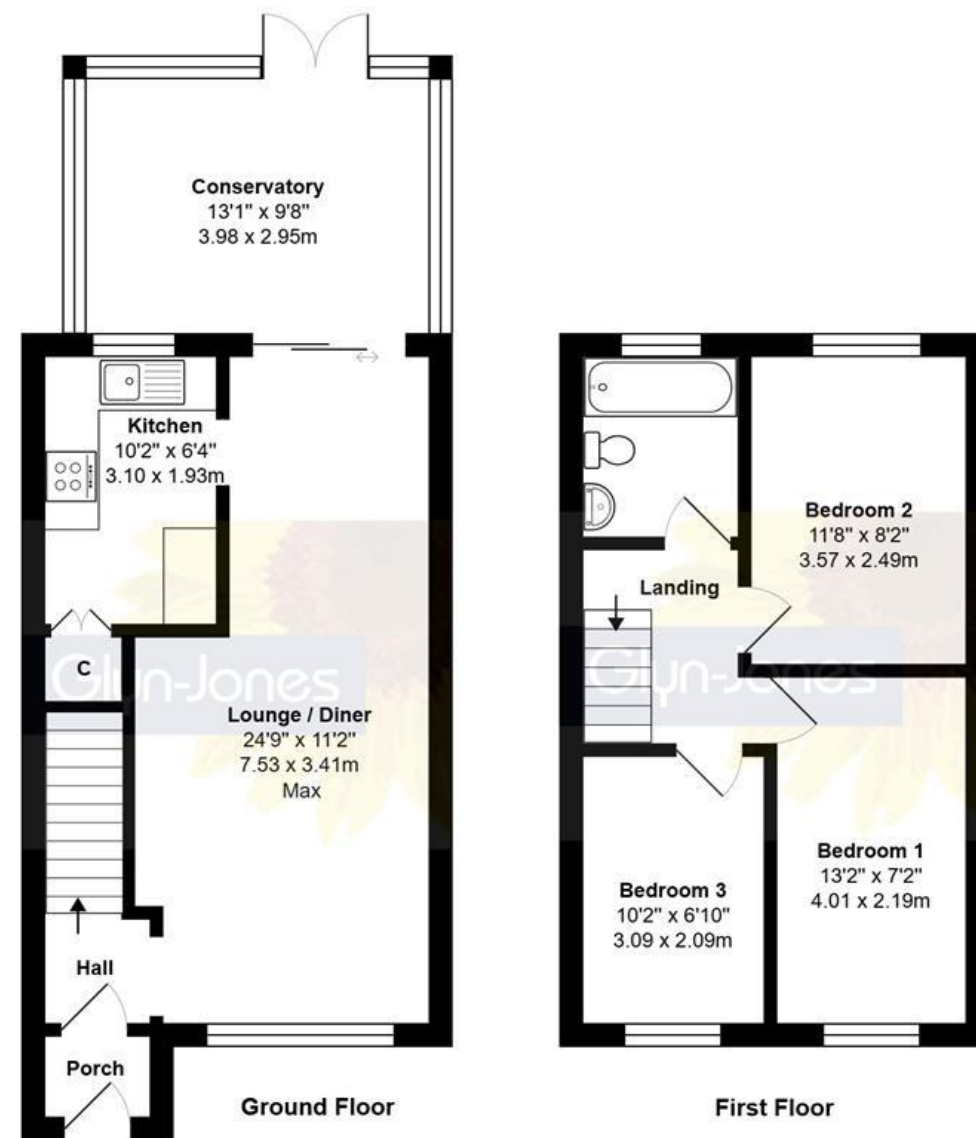 Conservatory
13'1" x 9'8"
3.98 x 2.95m
Kitchen
10'2" x 6'4"
3.10 x 1.93m
C
Glyn-Jones
Lounge / Diner
24'9" x 11'2"
7.53 x 3.41m
Max
Hall
Porch
Ground Floor
Bedroom 2
11'8" x 8'2"
3.57 x 2.49m
Landing
Glyn-Jones
Bedroom 1
13'2" x 7'2"
4.01 x 2.19m
Bedroom 3
10'2" x 6'10"
3.09 x 2.09m
First Floor